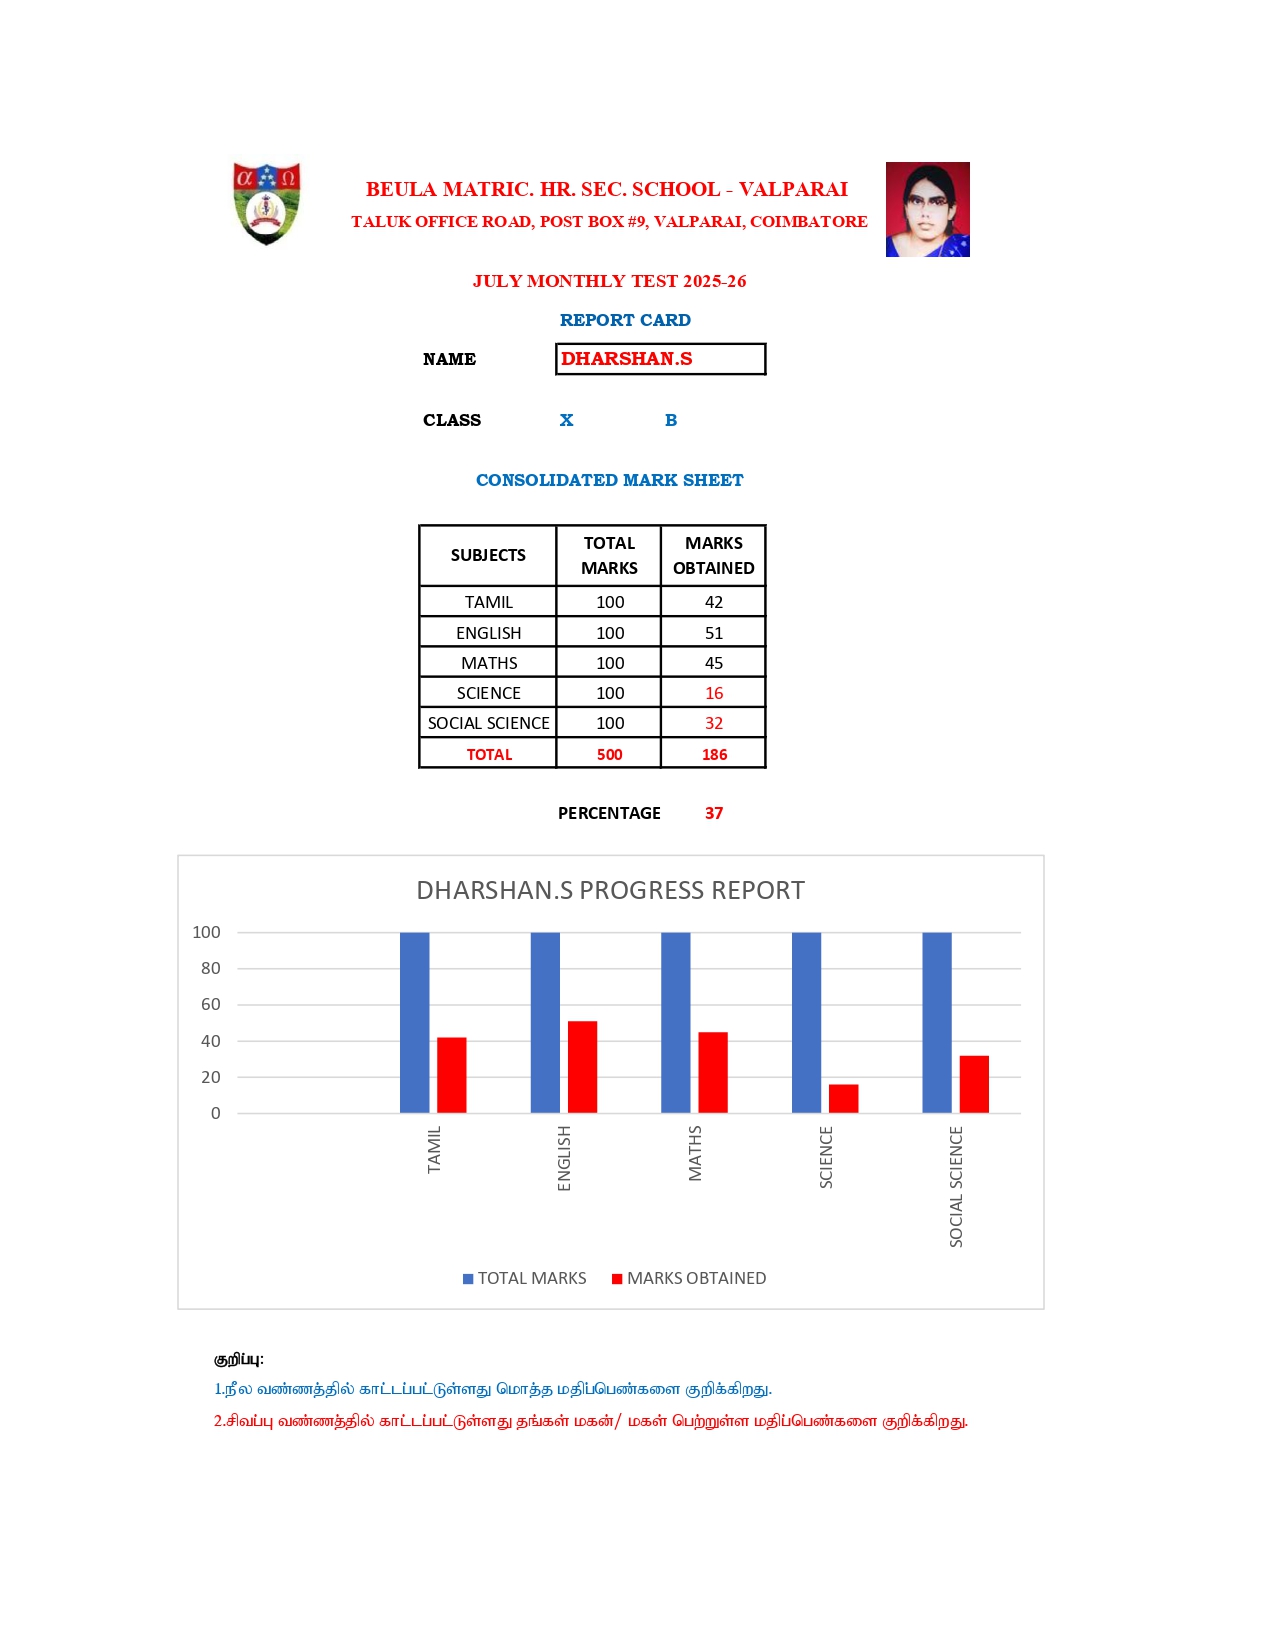 α Ω
BEULA MATRIC. HR. SEC. SCHOOL - VALPARAI
TALUK OFFICE ROAD, POST BOX #9, VALPARAI, COIMBATORE
JULY MONTHLY TEST 2025-26
REPORT CARD
NAME DHARSHAN.S
CLASS X B
CONSOLIDATED MARK SHEET
SUBJECTS TOTAL MARKS MARKS OBTAINED
TAMIL 100 42
ENGLISH 100 51
MATHS 100 45
SCIENCE 100 16
SOCIAL SCIENCE 100 32
TOTAL 500 186
PERCENTAGE 37
DHARSHAN.S PROGRESS REPORT
100
80
60
40
20
0
TAMIL ENGLISH MATHS SCIENCE SOCIAL SCIENCE
TOTAL MARKS MARKS OBTAINED
குறிப்பு:
1.நீல வண்ணத்தில் காட்டப்பட்டுள்ளது மொத்த மதிப்பெண்களை குறிக்கிறது.
2.சிவப்பு வண்ணத்தில் காட்டப்பட்டுள்ளது தங்கள் மகன்/ மகள் பெற்றுள்ள மதிப்பெண்களை குறிக்கிறது.